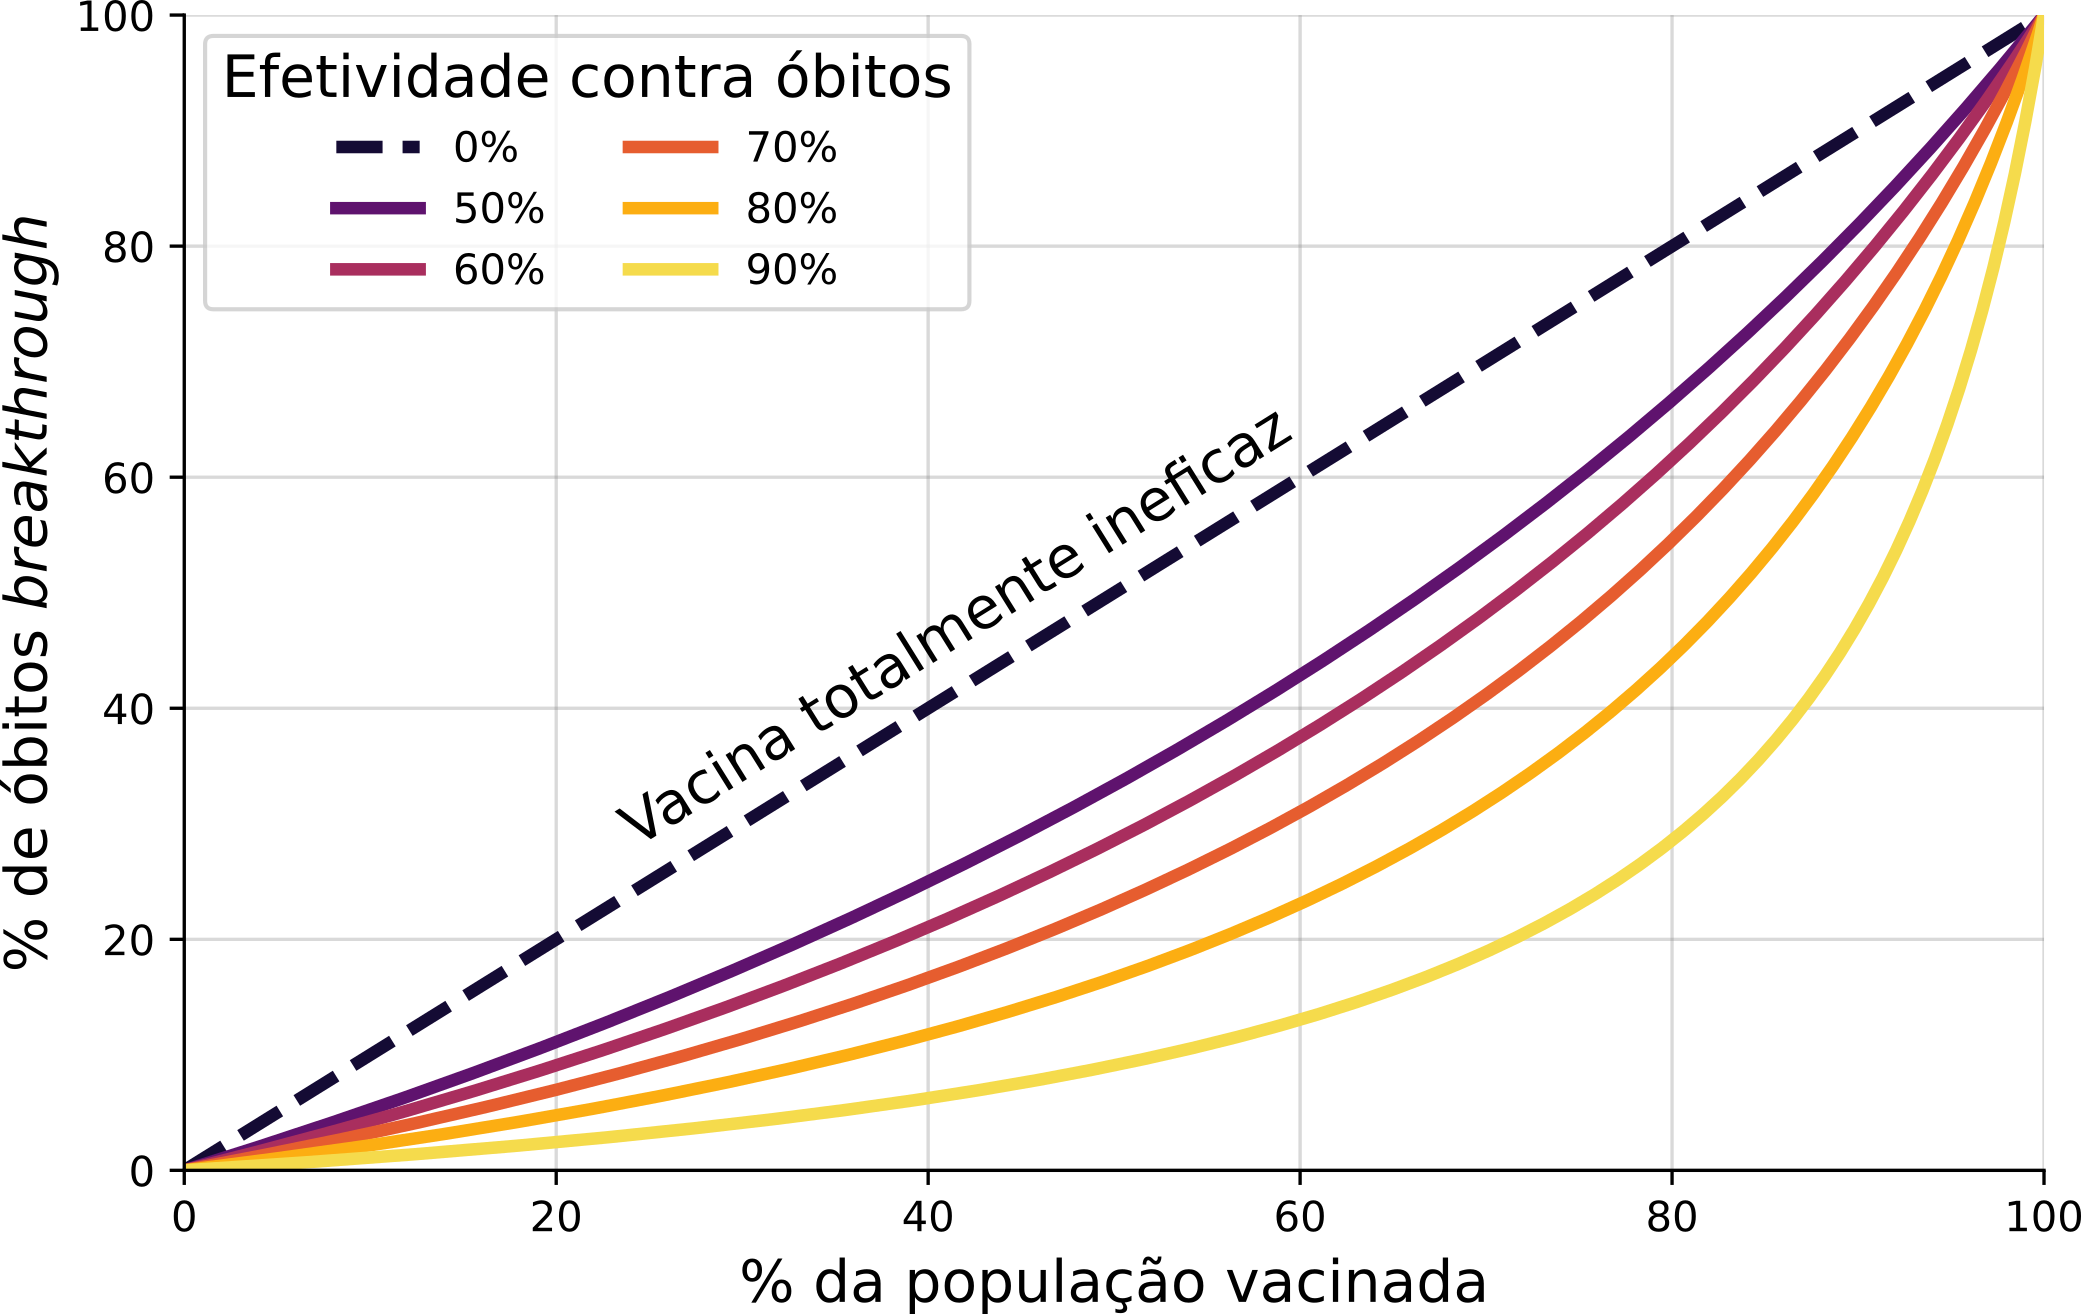 % de óbitos breakthrough
100
80
60
40
20
0
Efetividade contra óbitos
0%
50%
60%
70%
80%
90%
Vacina totalmente ineficaz
0 20 40 60 80 100
% da população vacinada